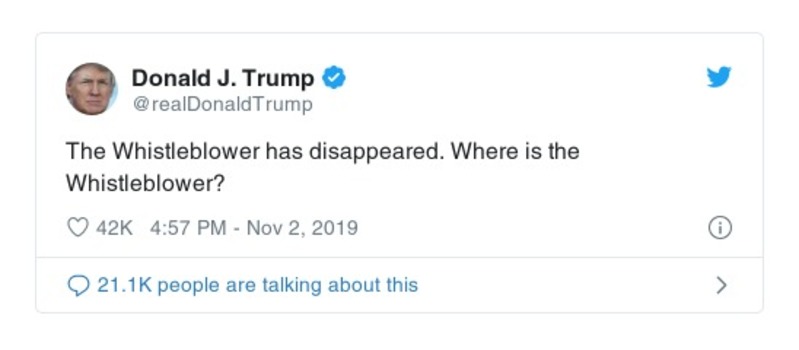 Donald J. Trump
@realDonaldTrump
The Whistleblower has disappeared. Where is the
Whistleblower?
42K 4:57 PM - Nov 2, 2019
21.1K people are talking about this